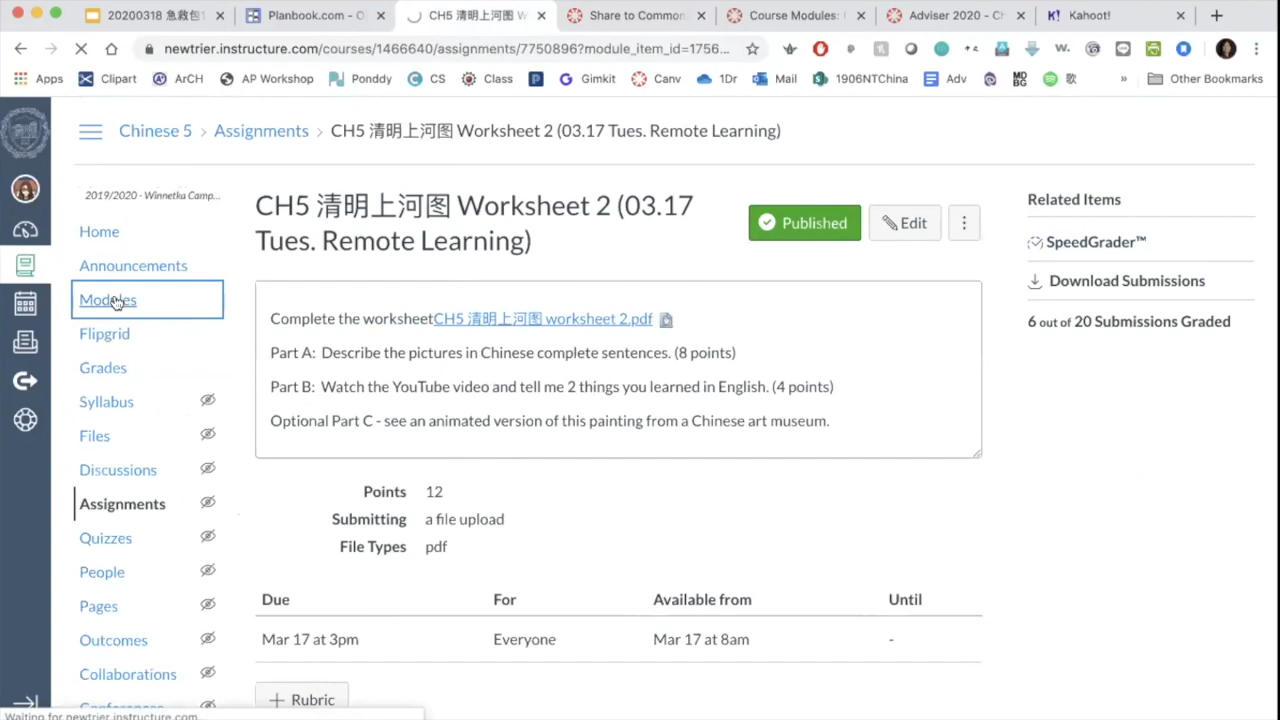 20200318 急救包1
Planbook.com - O
CH5 清明上河图 W
Share to Common
Course Modules:
Adviser 2020 - Ch
Kahoot!
newtrier.instructure.com/courses/1466640/assignments/7750896?module_item_id=1756...
Apps
Clipart
ArCH
AP Workshop
Ponddy
CS
Class
Gimkit
Canv
Dr
Mail
1906NTChina
Adv
MD
BG
歌
»
Other Bookmarks
Chinese 5 > Assignments > CH5 清明上河图 Worksheet 2 (03.17 Tues. Remote Learning)
2019/2020 - Winnetka Camp...
Home
Announcements
Modules
Flipgrid
Grades
Syllabus
Files
Discussions
Assignments
Quizzes
People
Pages
Outcomes
Collaborations
CH5 清明上河图 Worksheet 2 (03.17
Tues. Remote Learning)
Published
Edit
Complete the worksheetCH5 清明上河图 worksheet 2.pdf
Part A: Describe the pictures in Chinese complete sentences. (8 points)
Part B: Watch the YouTube video and tell me 2 things you learned in English. (4 points)
Optional Part C - see an animated version of this painting from a Chinese art museum.
Points 12
Submitting a file upload
File Types pdf
Due For Available from Until
Mar 17 at 3pm Everyone Mar 17 at 8am -
+ Rubric
Related Items
SpeedGrader™
Download Submissions
6 out of 20 Submissions Graded
Waiting for newtrier.instructure.com...